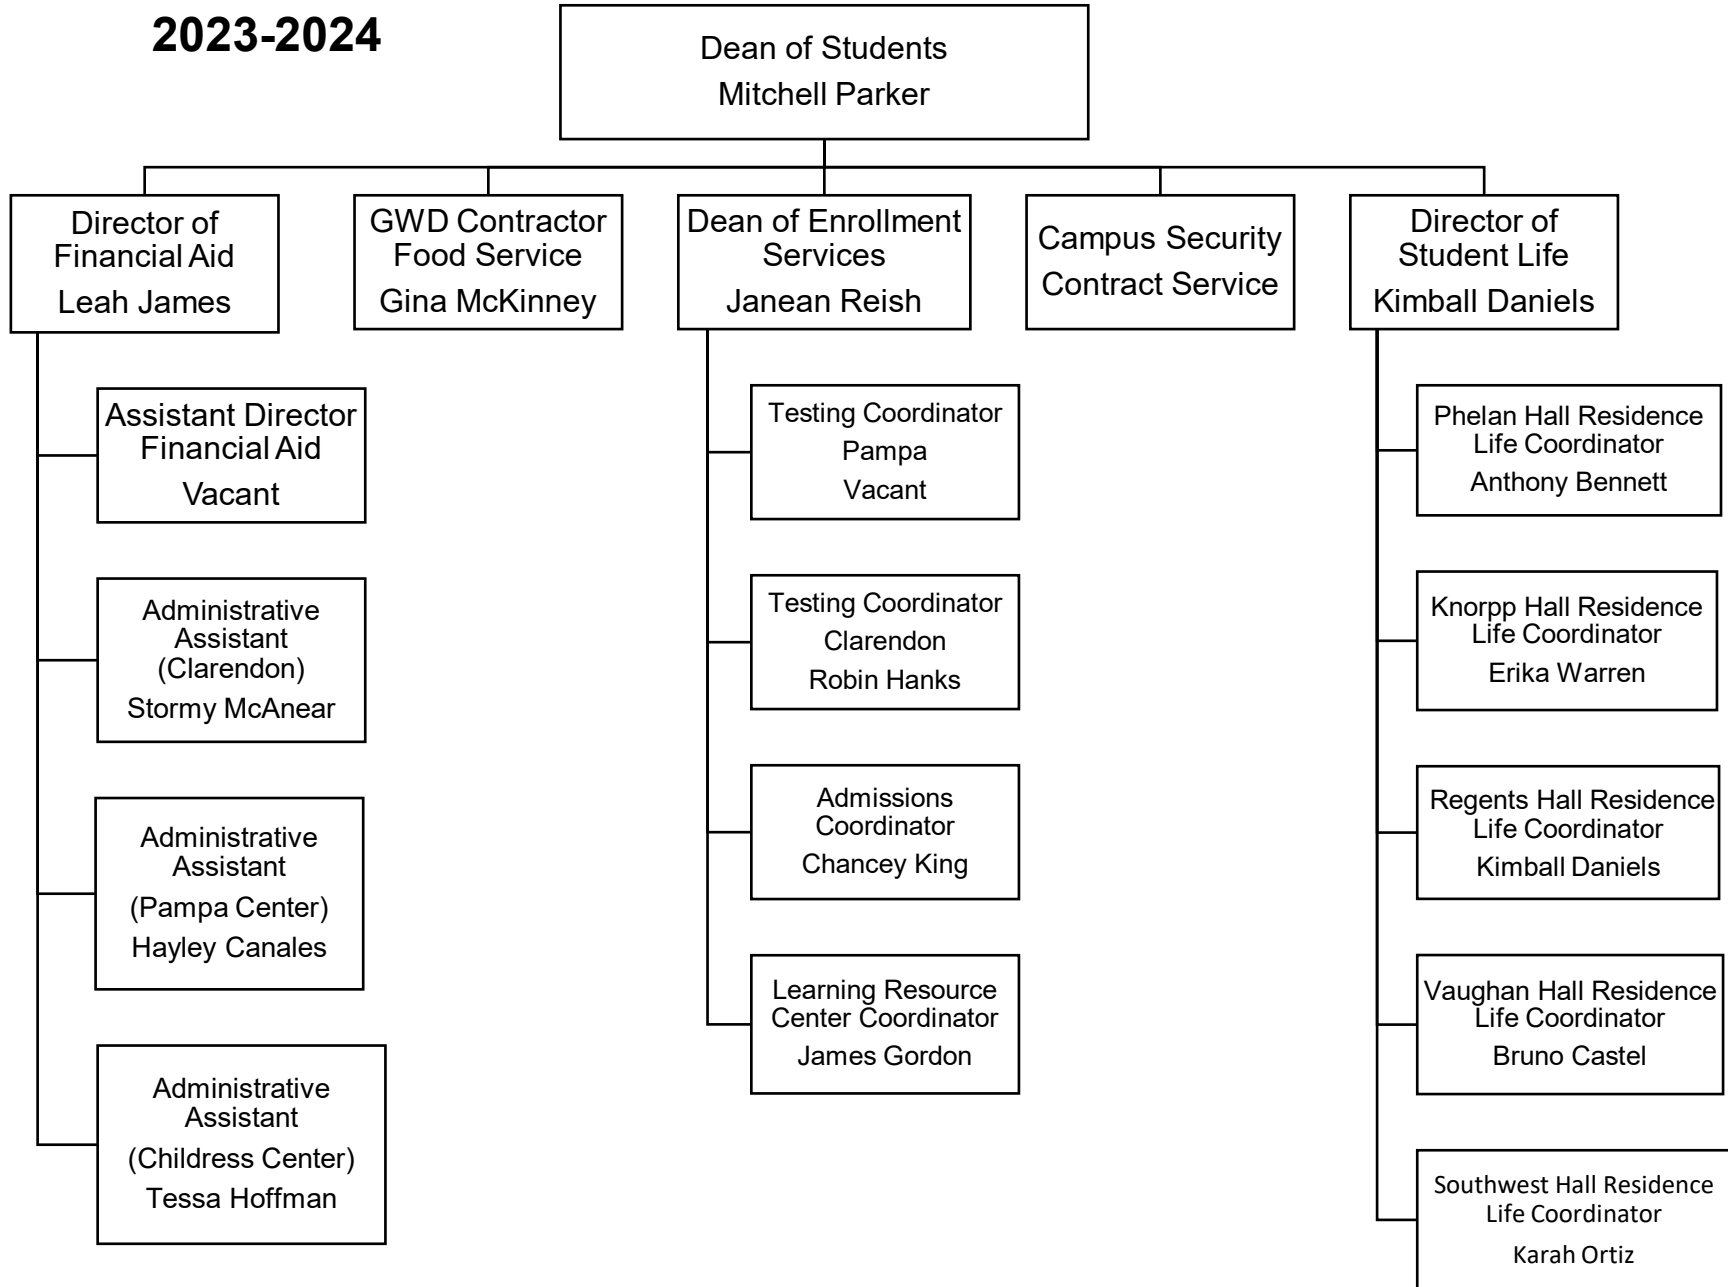 2023-2024
Dean of Students
Mitchell Parker
Director of
Financial Aid
Leah James
GWD Contractor
Food Service
Gina McKinney
Dean of Enrollment
Services
Janean Reish
Campus Security
Contract Service
Director of
Student Life
Kimball Daniels
Assistant Director
Financial Aid
Vacant
Administrative
Assistant
(Clarendon)
Stormy McAnear
Administrative
Assistant
(Pampa Center)
Hayley Canales
Administrative
Assistant
(Childress Center)
Tessa Hoffman
Testing Coordinator
Pampa
Vacant
Testing Coordinator
Clarendon
Robin Hanks
Admissions
Coordinator
Chancey King
Learning Resource
Center Coordinator
James Gordon
Phelan Hall Residence
Life Coordinator
Anthony Bennett
Knorpp Hall Residence
Life Coordinator
Erika Warren
Regents Hall Residence
Life Coordinator
Kimball Daniels
Vaughan Hall Residence
Life Coordinator
Bruno Castel
Southwest Hall Residence
Life Coordinator
Karah Ortiz